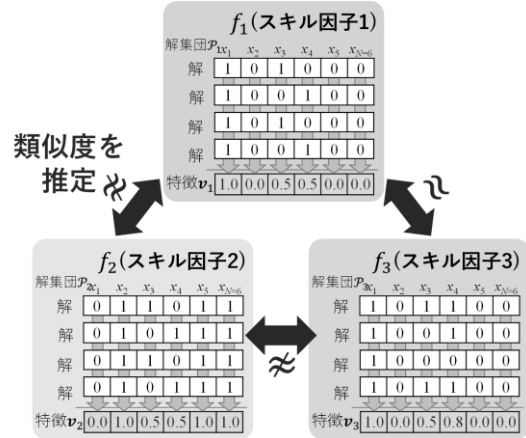 f₁(スキル因子1)
解集団𝒫₁x₁ x₂ x₃ x₄ x₅ x_{N=6}
解 1 0 1 0 0 0
解 1 0 0 1 0 0
解 1 0 1 0 0 0
解 1 0 0 1 0 0
特徴v₁ 1.0 0.0 0.5 0.5 0.0 0.0
類似度を
推定 ≉
≈
f₂(スキル因子2)
解集団𝒫₂x₁ x₂ x₃ x₄ x₅ x_{N=6}
解 0 1 1 0 1 1
解 0 1 0 1 1 1
解 0 1 1 0 1 1
解 0 1 0 1 1 1
特徴v₂ 0.0 1.0 0.5 0.5 1.0 1.0
≉
f₃(スキル因子3)
解集団𝒫₃x₁ x₂ x₃ x₄ x₅ x_{N=6}
解 1 0 1 1 0 0
解 1 0 0 1 0 0
解 1 0 0 0 0 0
解 1 0 1 1 0 0
特徴v₃ 1.0 0.0 0.5 0.8 0.0 0.0